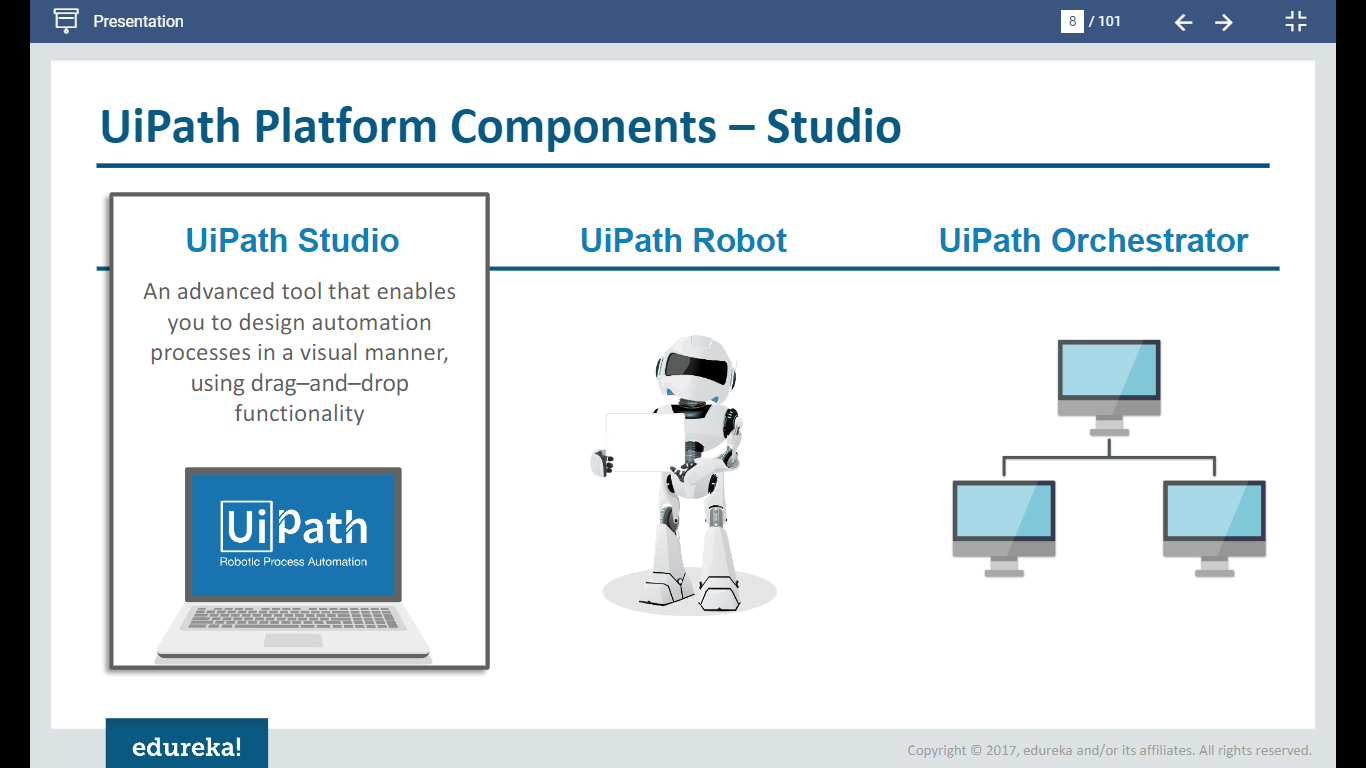 Presentation
8 / 101
UiPath Platform Components – Studio
UiPath Studio
An advanced tool that enables
you to design automation
processes in a visual manner,
using drag–and–drop
functionality
UiPath
Robotic Process Automation
UiPath Robot
UiPath Orchestrator
edureka!
Copyright © 2017, edureka and/or its affiliates. All rights reserved.